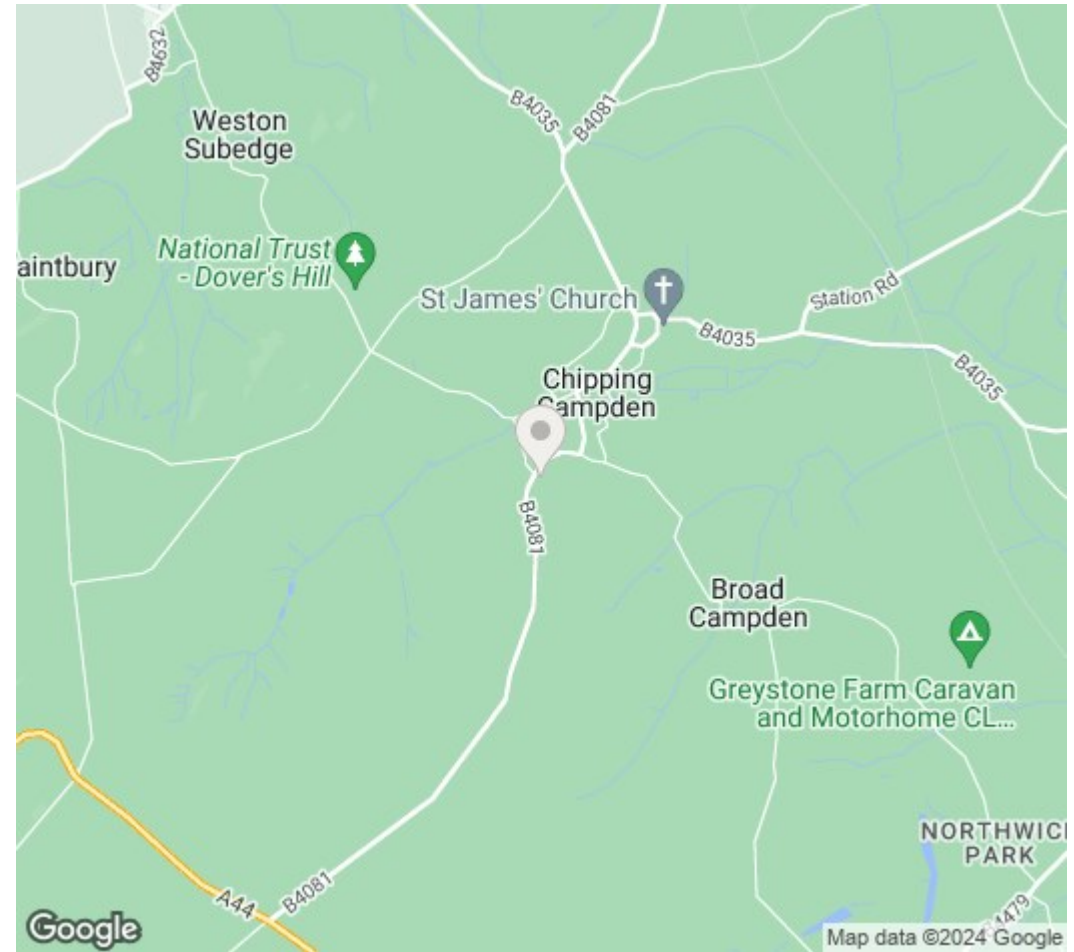 B4632
Weston
Subedge
B4035
B4081
National Trust
- Dover's Hill
aintbury
St James' Church
Station Rd
B4035
B4035
Chipping
Campden
B4081
Broad
Campden
Greystone Farm Caravan
and Motorhome CL...
NORTHWICK
PARK
B4081
A44
Google
Map data ©2024 Google